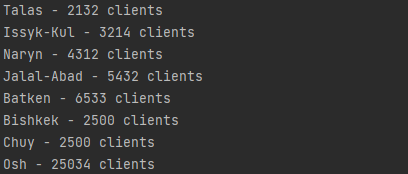 Talas - 2132 clients
Issyk-Kul - 3214 clients
Naryn - 4312 clients
Jalal-Abad - 5432 clients
Batken - 6533 clients
Bishkek - 2500 clients
Chuy - 2500 clients
Osh - 25034 clients